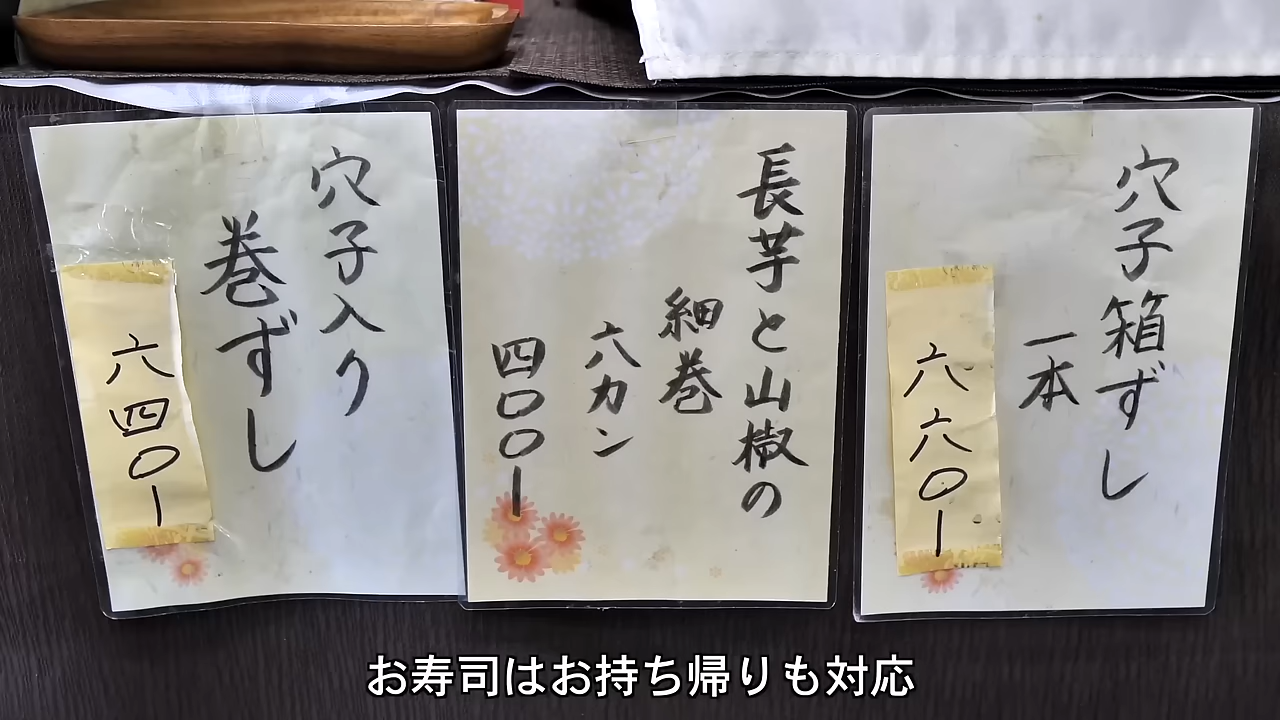 穴子箱ずし
一本
六六〇ー
長芋と山椒の
細巻
六カン
四〇〇ー
穴子入り
巻ずし
六四〇ー
お寿司はお持ち帰りも対応